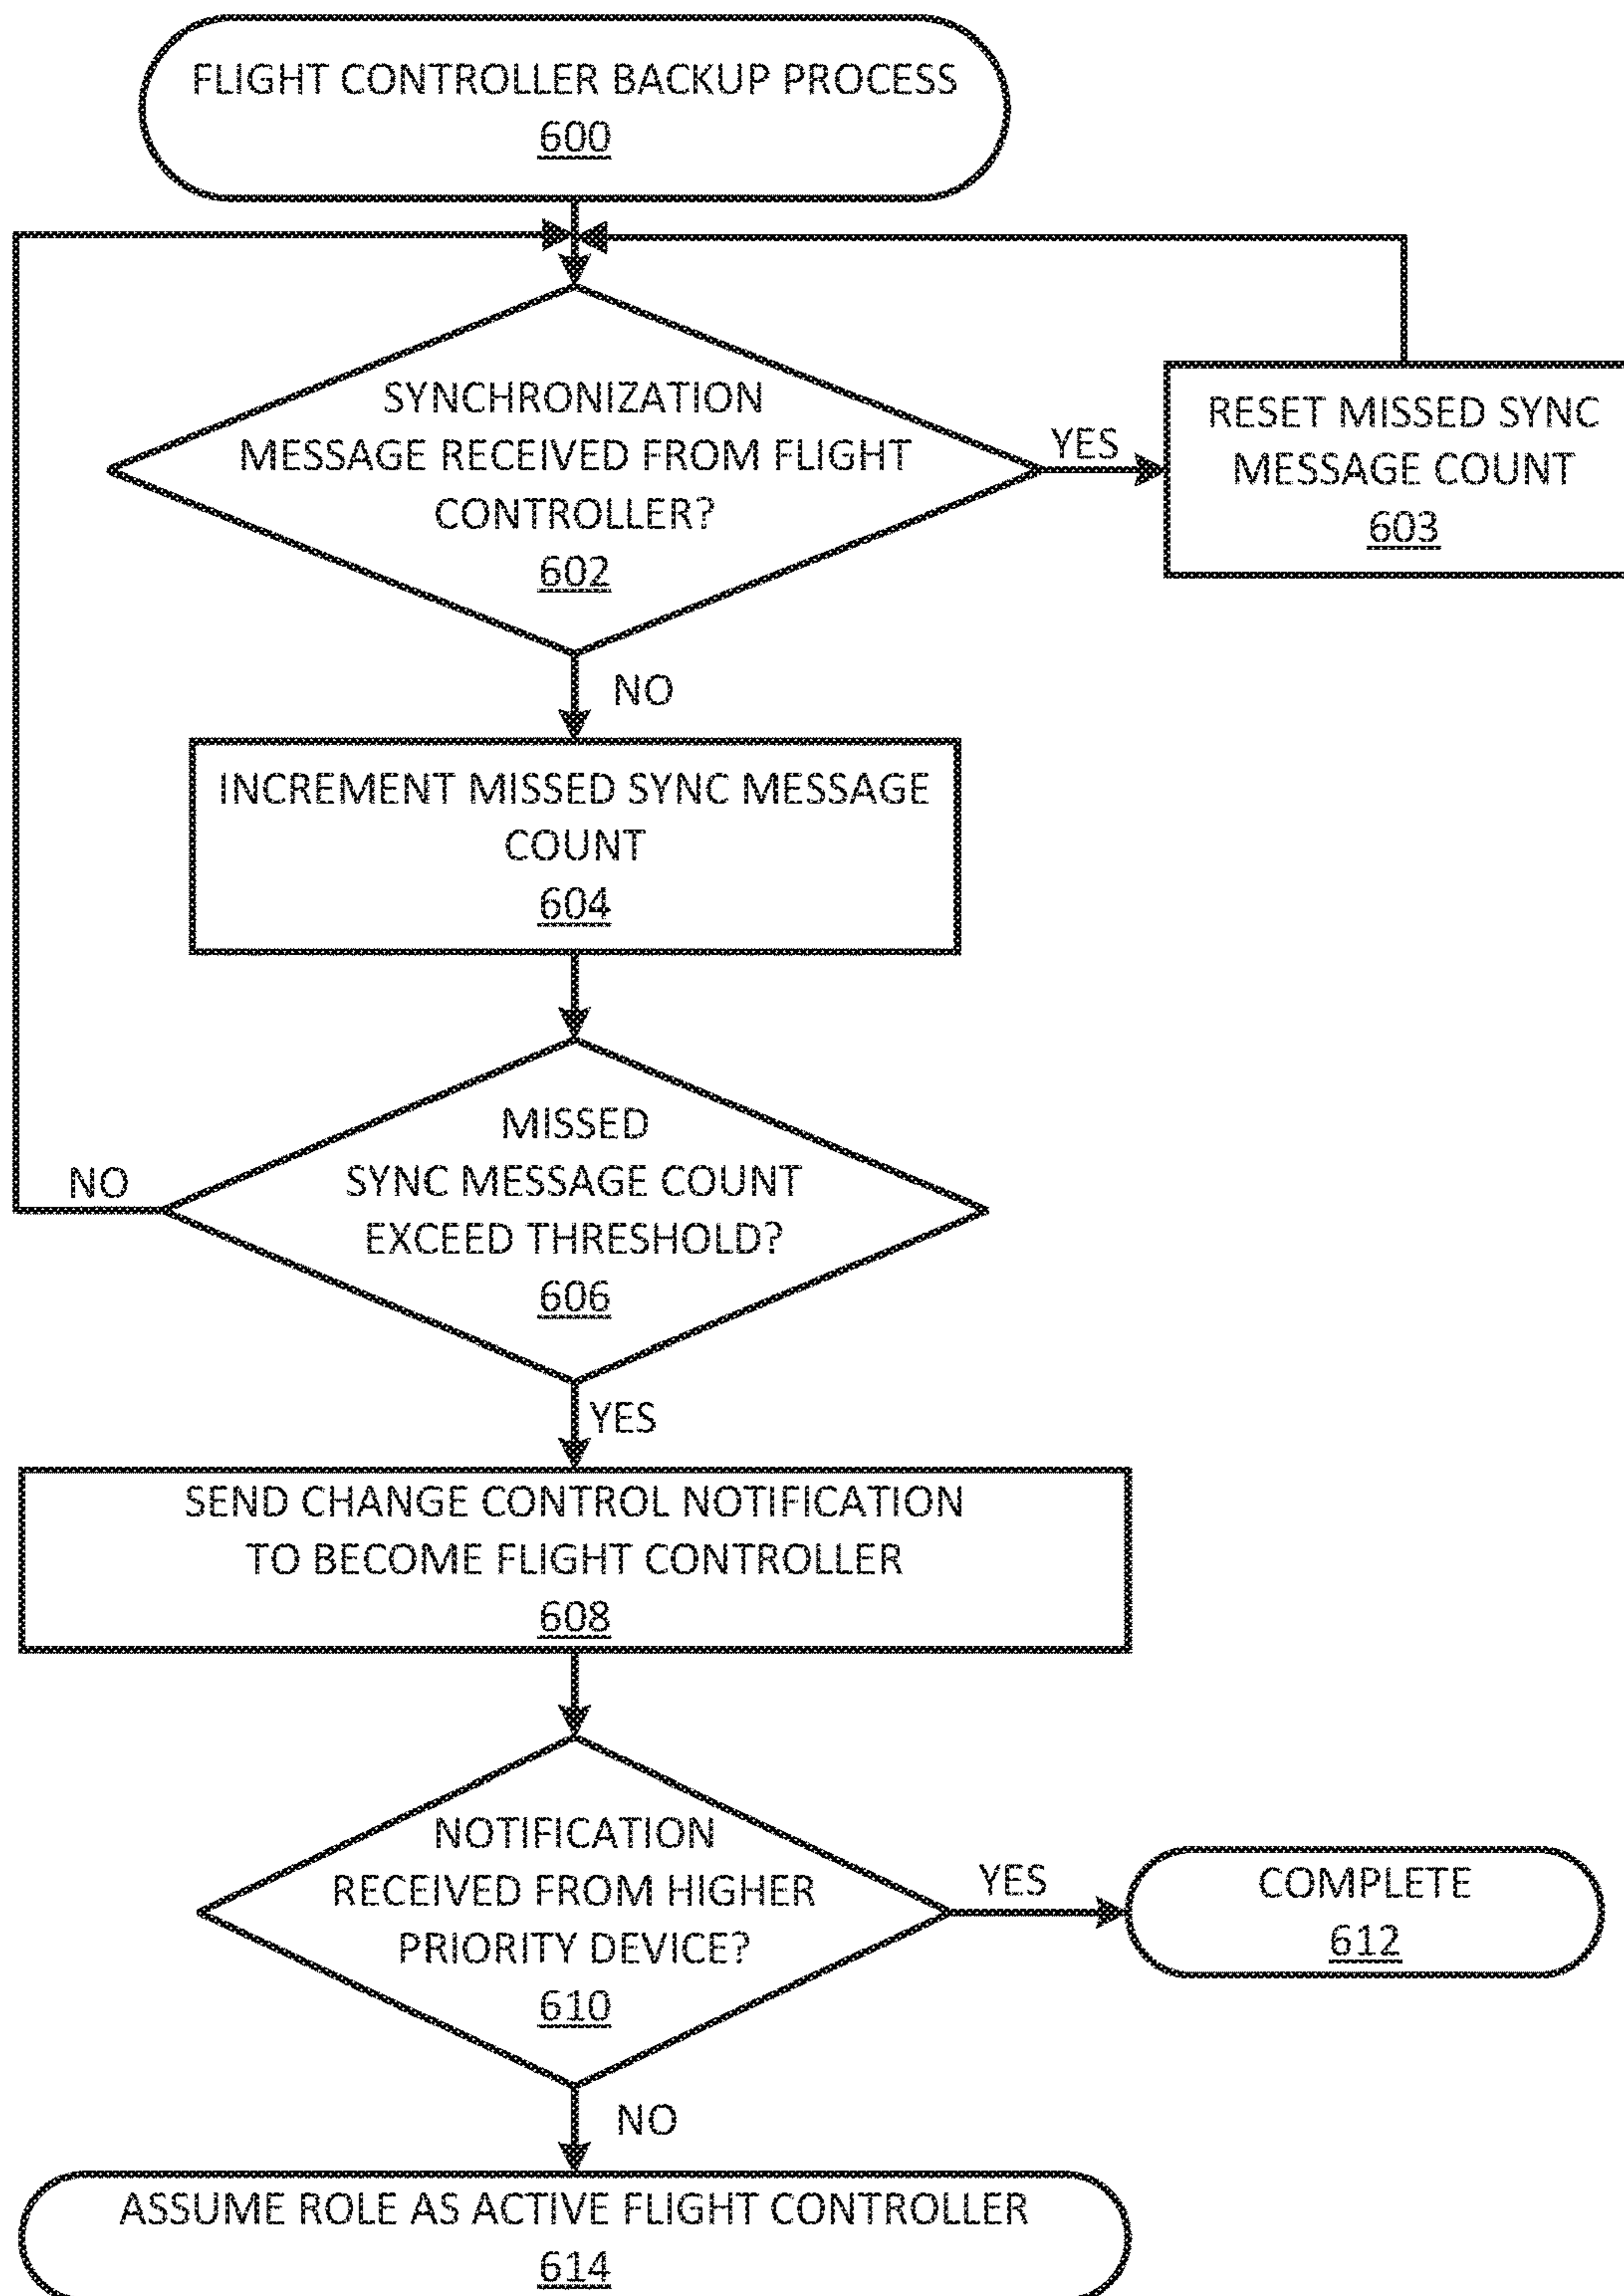 FLIGHT CONTROLLER BACKUP PROCESS
600
SYNCHRONIZATION
MESSAGE RECEIVED FROM FLIGHT
CONTROLLER?
602
YES
RESET MISSED SYNC
MESSAGE COUNT
603
NO
INCREMENT MISSED SYNC MESSAGE
COUNT
604
MISSED
SYNC MESSAGE COUNT
EXCEED THRESHOLD?
606
NO
YES
SEND CHANGE CONTROL NOTIFICATION
TO BECOME FLIGHT CONTROLLER
608
NOTIFICATION
RECEIVED FROM HIGHER
PRIORITY DEVICE?
610
YES
COMPLETE
612
NO
ASSUME ROLE AS ACTIVE FLIGHT CONTROLLER
614